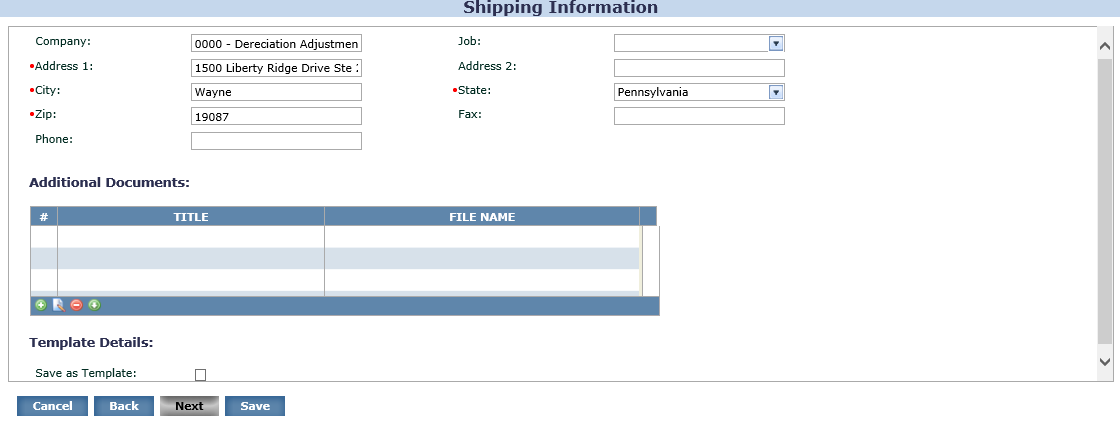 Shipping Information
Company: 0000 - Dereciation Adjustmen Job:
•Address 1: 1500 Liberty Ridge Drive Ste Address 2:
•City: Wayne •State: Pennsylvania
•Zip: 19087 Fax:
Phone:
Additional Documents:
# TITLE FILE NAME
Template Details:
Save as Template:
Cancel Back Next Save